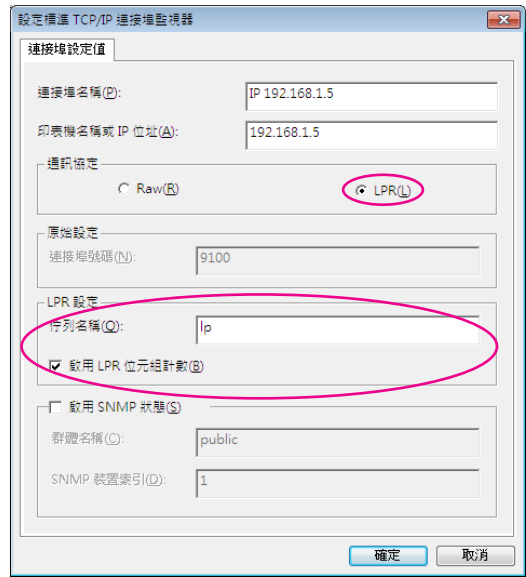 設定標準 TCP/IP 連接埠監視器
連接埠設定值
連接埠名稱(P): IP 192.168.1.5
印表機名稱或 IP 位址(A): 192.168.1.5
通訊協定
Raw(R) LPR(L)
原始設定
連接埠號碼(N): 9100
LPR 設定
佇列名稱(Q): lp
啟用 LPR 位元組計數(B)
啟用 SNMP 狀態(S)
群體名稱(C): public
SNMP 裝置索引(D): 1
確定 取消